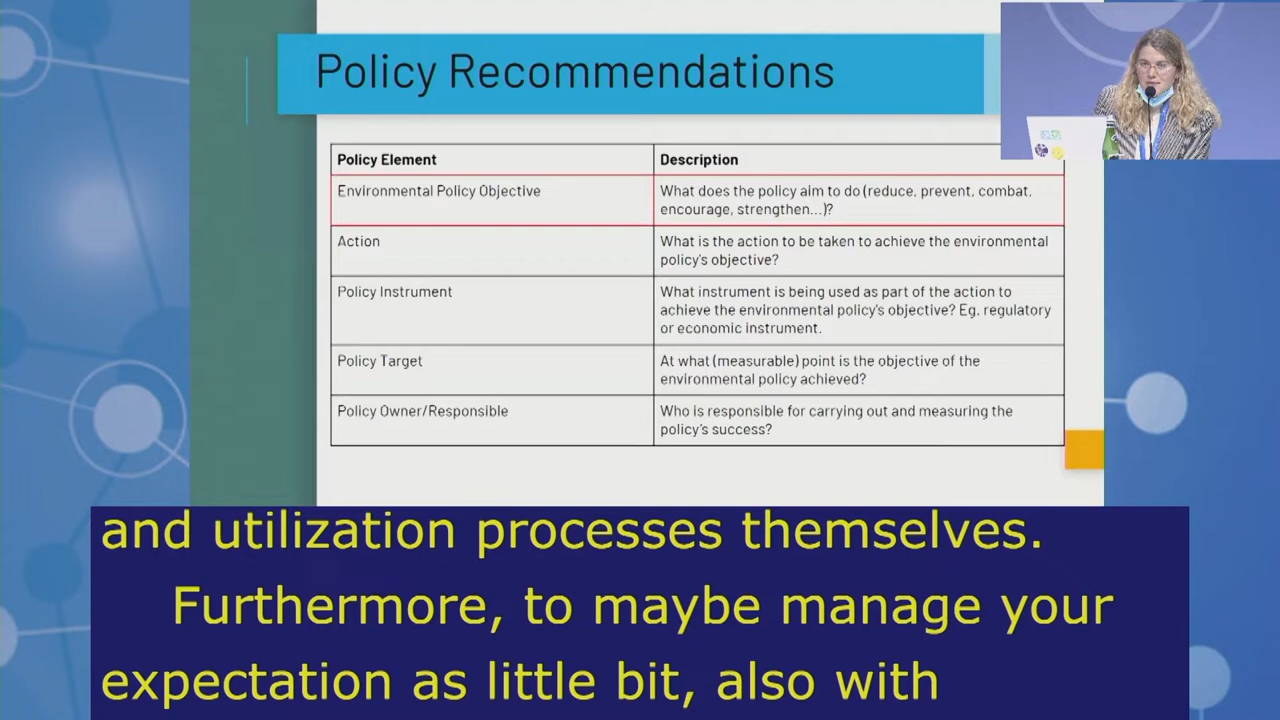 Policy Recommendations
Policy Element
Description
Environmental Policy Objective
What does the policy aim to do (reduce, prevent, combat,
encourage, strengthen...)?
Action
What is the action to be taken to achieve the environmental
policy's objective?
Policy Instrument
What instrument is being used as part of the action to
achieve the environmental policy's objective? Eg. regulatory
or economic instrument.
Policy Target
At what (measurable) point is the objective of the
environmental policy achieved?
Policy Owner/Responsible
Who is responsible for carrying out and measuring the
policy's success?
and utilization processes themselves.
Furthermore, to maybe manage your
expectation as little bit, also with